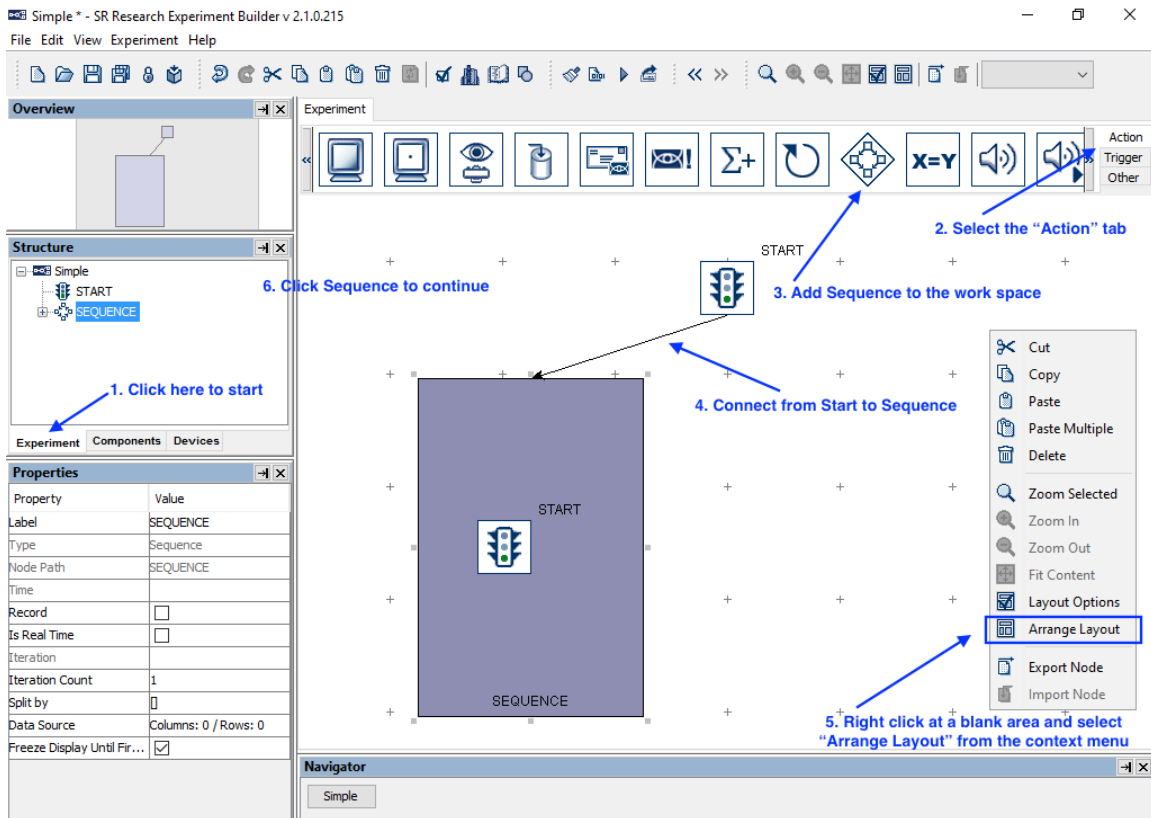 Simple * - SR Research Experiment Builder v 2.1.0.215
File Edit View Experiment Help
Overview
Experiment
X=Y
Action
Trigger
Other
2. Select the “Action” tab
Structure
Simple
START
SEQUENCE
6. Click Sequence to continue
START
3. Add Sequence to the work space
1. Click here to start
4. Connect from Start to Sequence
Experiment Components Devices
Cut
Copy
Paste
Paste Multiple
Delete
Zoom Selected
Zoom In
Zoom Out
Fit Content
Layout Options
Arrange Layout
Export Node
Import Node
START
SEQUENCE
5. Right click at a blank area and select
“Arrange Layout” from the context menu
Properties
Property Value
Label SEQUENCE
Type Sequence
Node Path SEQUENCE
Time
Record
Is Real Time
Iteration
Iteration Count 1
Split by []
Data Source Columns: 0 / Rows: 0
Freeze Display Until Fir...
Navigator
Simple